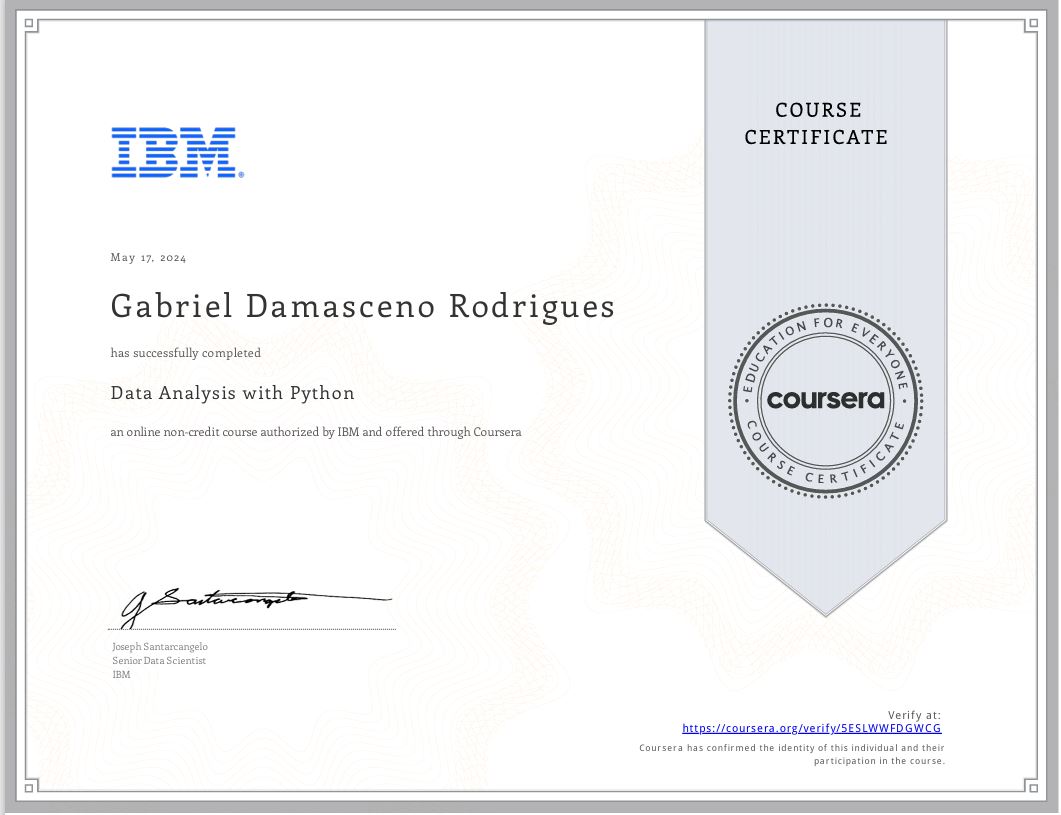 COURSE
CERTIFICATE
IBM®
May 17, 2024
Gabriel Damasceno Rodrigues
has successfully completed
Data Analysis with Python
an online non-credit course authorized by IBM and offered through Coursera
EDUCATION FOR EVERYONE
coursera
COURSE CERTIFICATE
J Santarcangelo
Joseph Santarcangelo
Senior Data Scientist
IBM
Verify at:
https://coursera.org/verify/5ESLWWFDGWCG
Coursera has confirmed the identity of this individual and their
participation in the course.